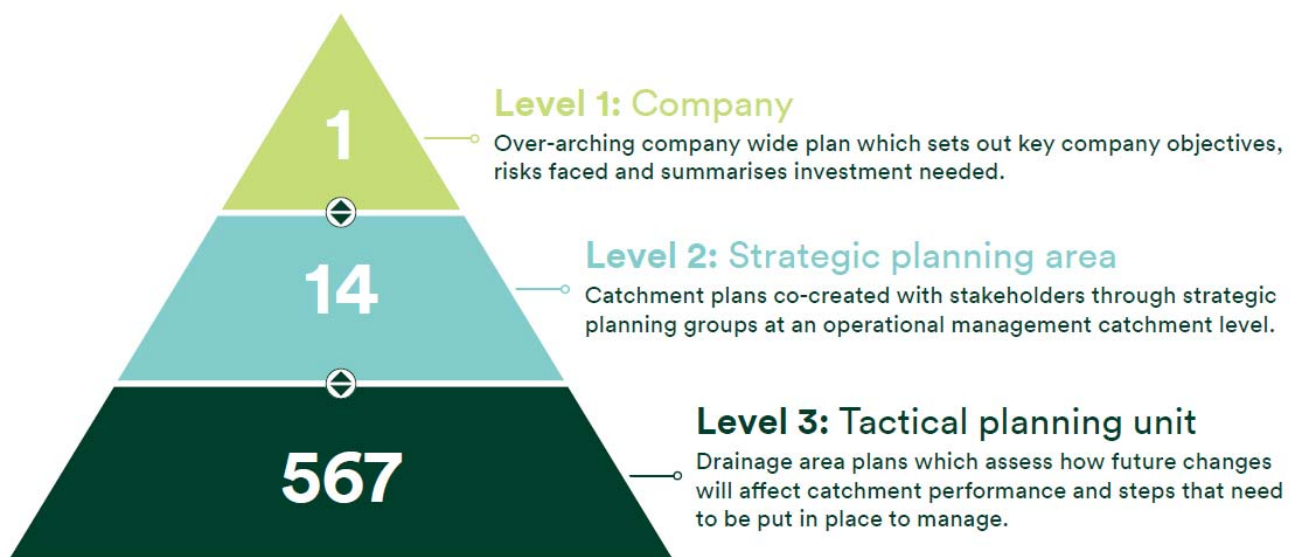 1
Level 1: Company
Over-arching company wide plan which sets out key company objectives,
risks faced and summarises investment needed.
14
Level 2: Strategic planning area
Catchment plans co-created with stakeholders through strategic
planning groups at an operational management catchment level.
567
Level 3: Tactical planning unit
Drainage area plans which assess how future changes
will affect catchment performance and steps that need
to be put in place to manage.